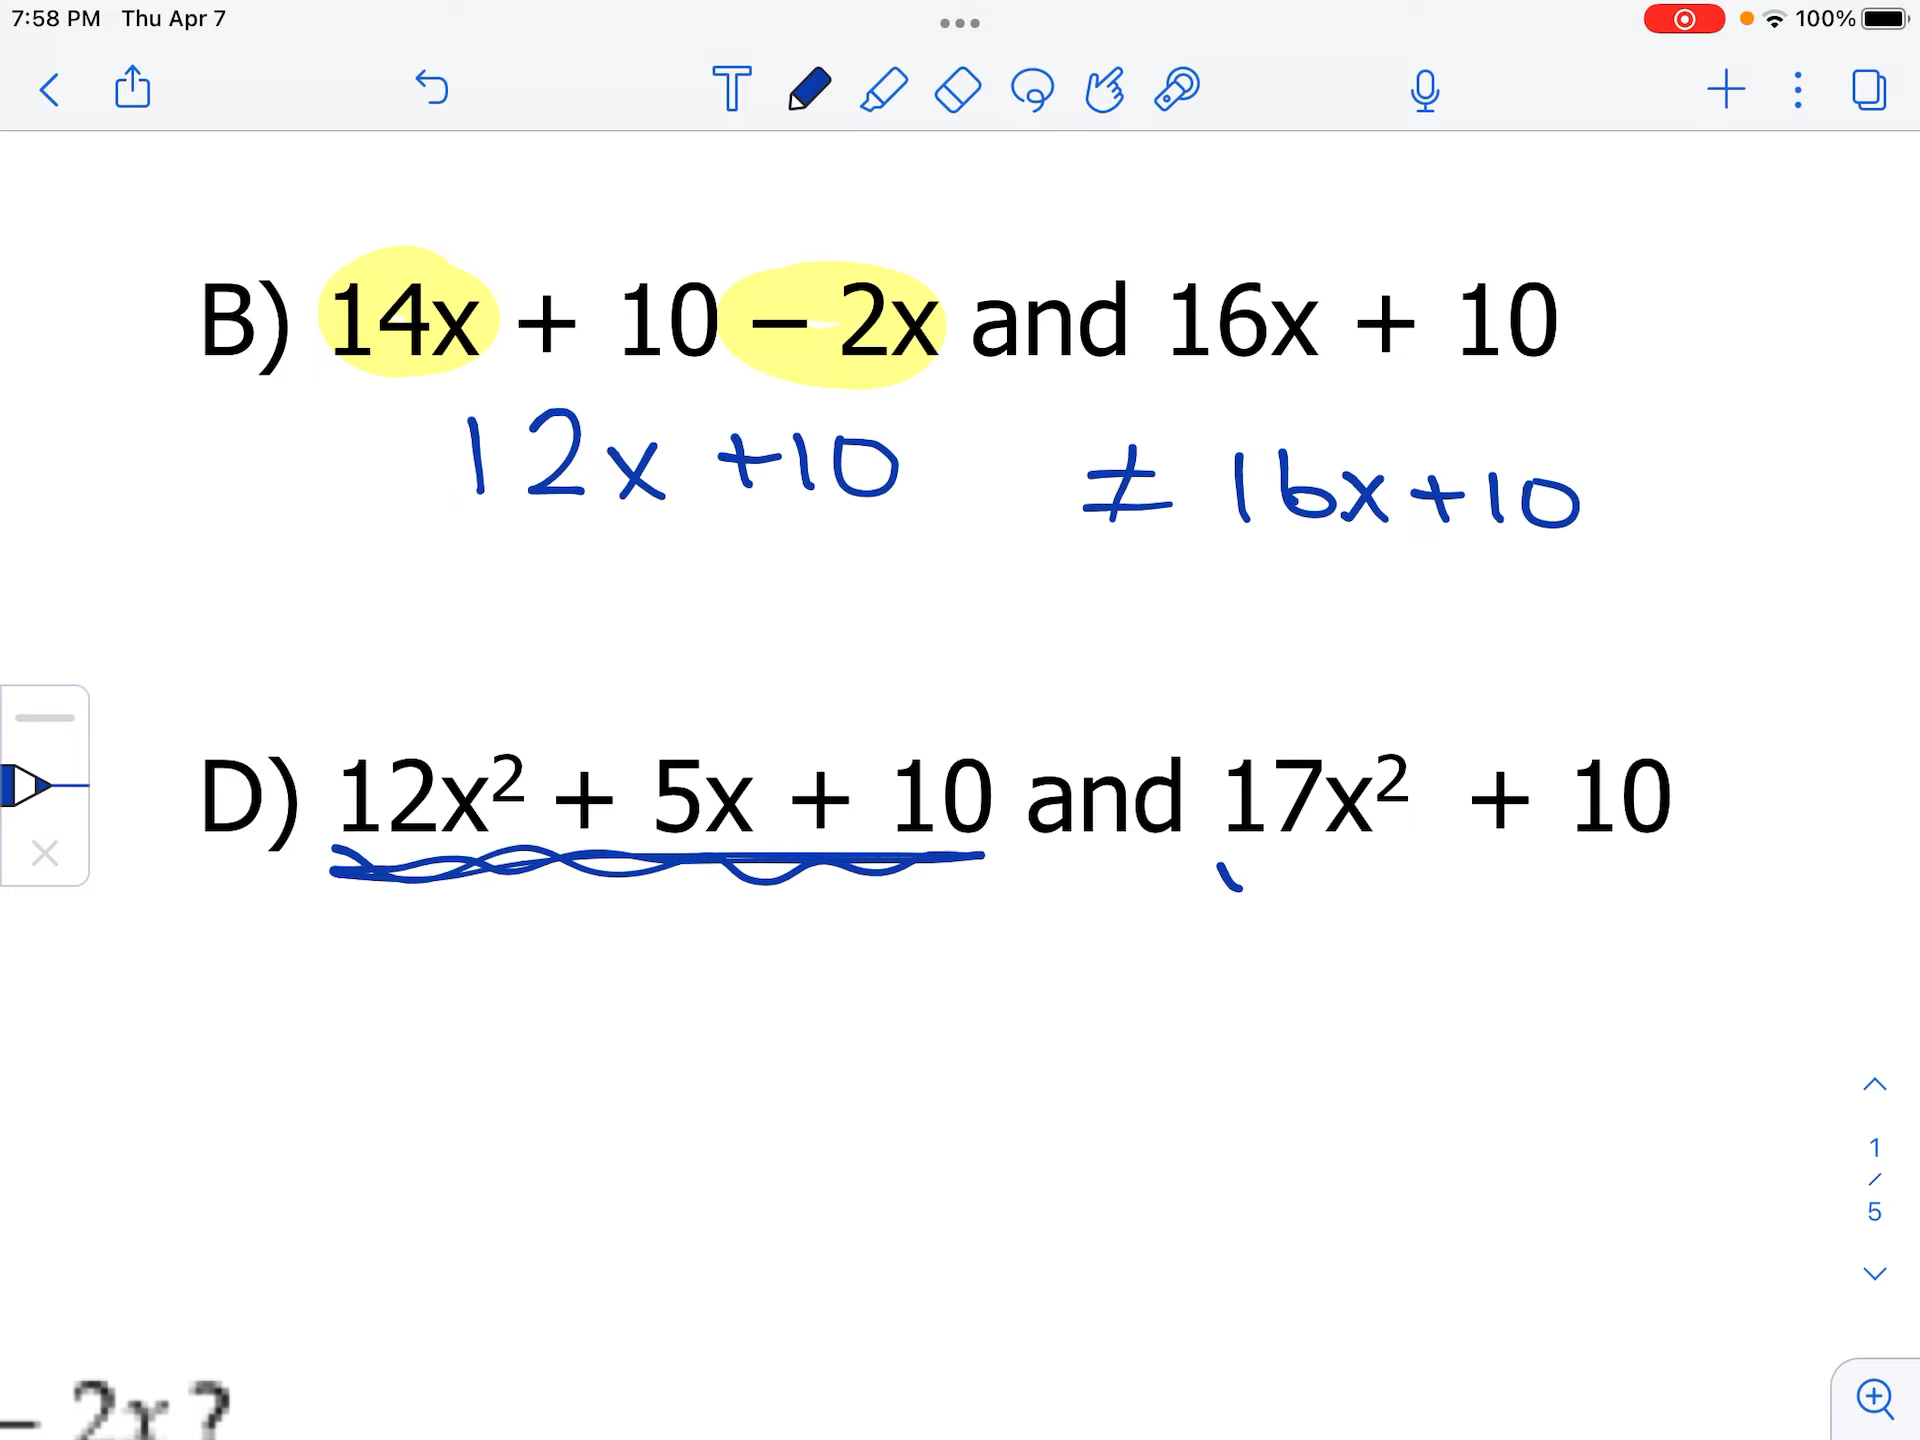 7:58 PM Thu Apr 7
100%
T
B) 14x + 10 – 2x and 16x + 10
12x +10 ≠ 16x+10
D) 12x² + 5x + 10 and 17x² + 10
1
/
5
– 2x ?